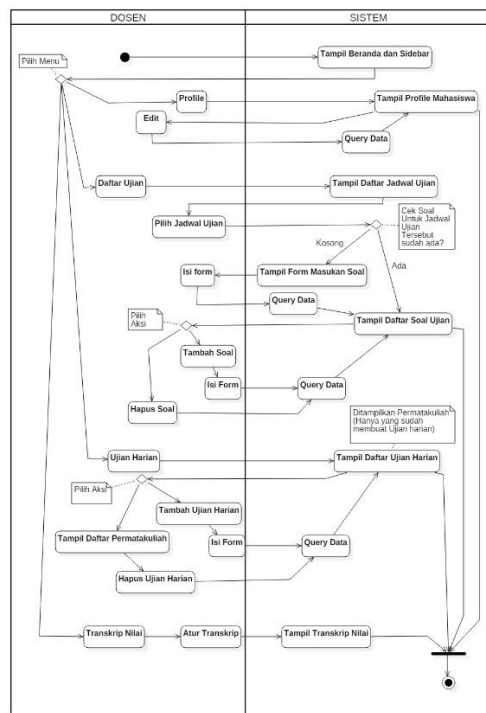 DOSEN
SISTEM
Pilih Menu
Tampil Beranda dan Sidebar
Profile
Tampil Profile Mahasiswa
Edit
Query Data
Daftar Ujian
Tampil Daftar Jadwal Ujian
Pilih Jadwal Ujian
Cek Soal
Untuk Jadwal
Ujian
Tersebut
sudah ada?
Kosong
Ada
Isi form
Tampil Form Masukan Soal
Query Data
Pilih
Aksi
Tampil Daftar Soal Ujian
Tambah Soal
Isi Form
Query Data
Hapus Soal
Ditampilkan Permatakuliah
(Hanya yang sudah
membuat Ujian harian)
Ujian Harian
Tampil Daftar Ujian Harian
Pilih Aksi
Tambah Ujian Harian
Tampil Daftar Permatakuliah
Isi Form
Query Data
Hapus Ujian Harian
Transkrip Nilai
Atur Transkrip
Tampil Transkrip Nilai